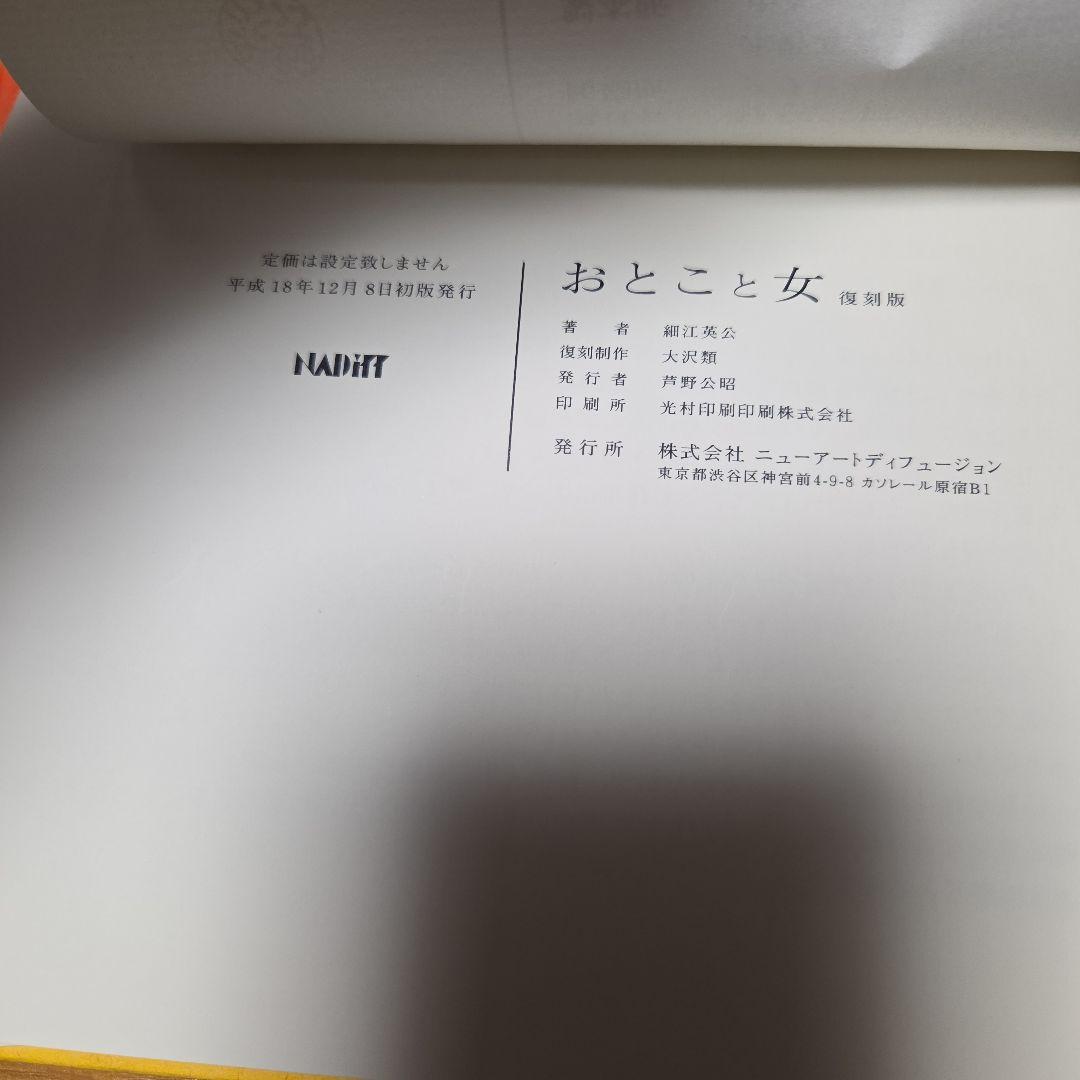 おとこと女 復刻版
著者 細江英公
復刻制作 大沢類
発行者 芦野公昭
印刷所 光村印刷印刷株式会社
発行所 株式会社 ニューアートディフュージョン
東京都渋谷区神宮前4-9-8 カソレール原宿B1
定価は設定致しません
平成18年12月8日初版発行
NADiff